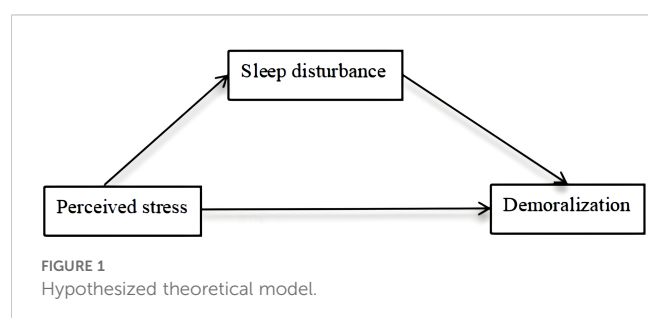 Sleep disturbance
Perceived stress
Demoralization
FIGURE 1
Hypothesized theoretical model.